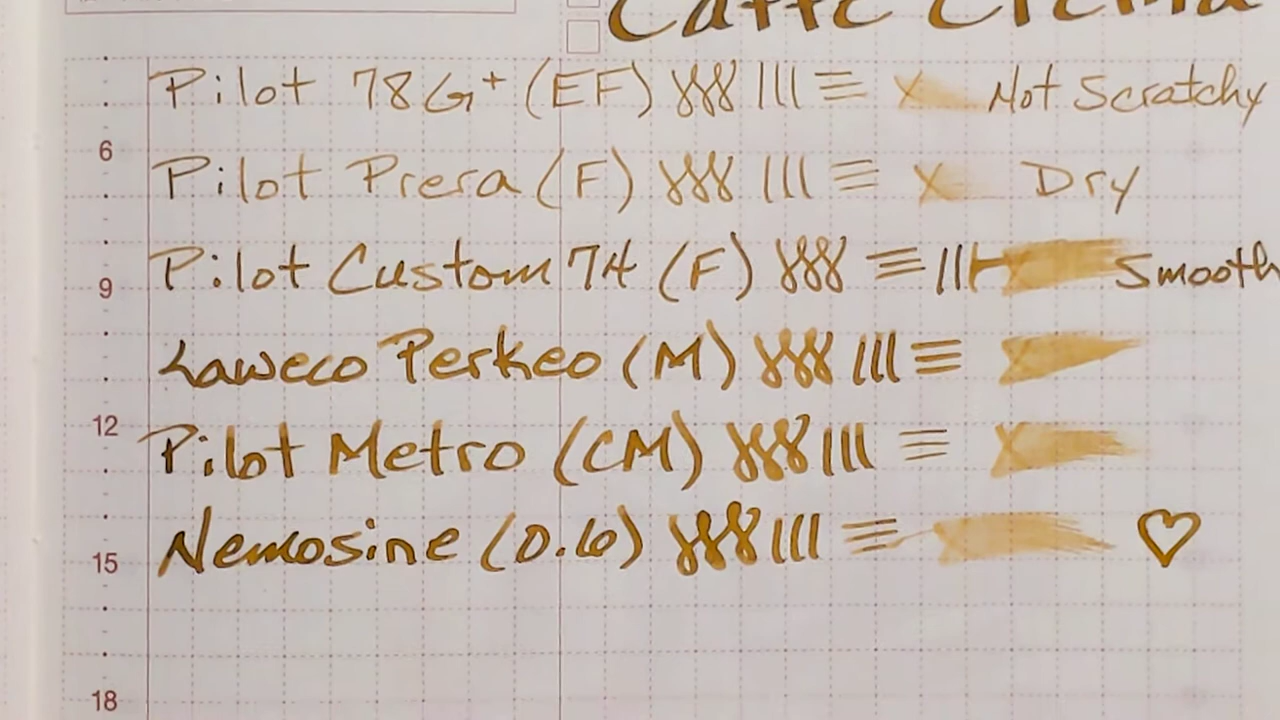 Caffe Crema
Pilot 78G+ (EF) Not Scratchy
6
Pilot Prera (F) Dry
Pilot Custom 74 (F) Smooth
9
Kaweco Perkeo (M)
12
Pilot Metro (CM)
Nemosine (0.6)
15
18